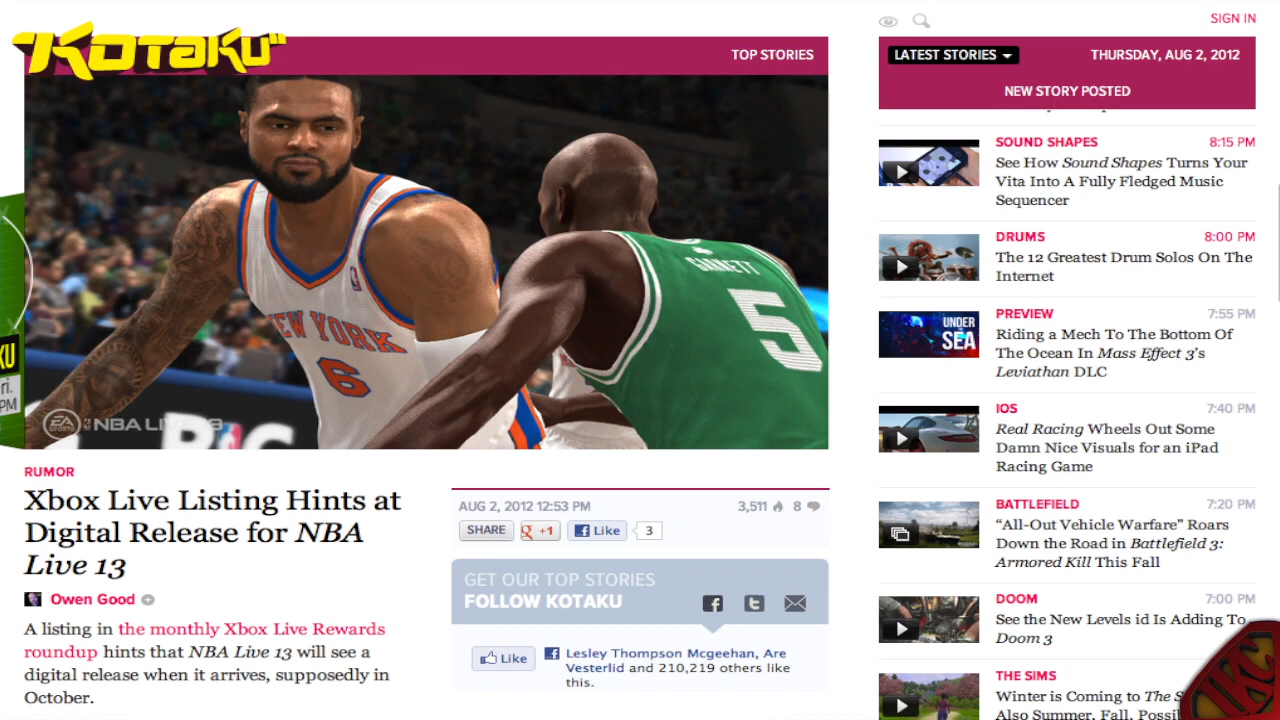 KOTAKU
TOP STORIES
NEW YORK
6
GARNETT
5
EA SPORTS
KU
ri.
PM
RUMOR
Xbox Live Listing Hints at
Digital Release for NBA
Live 13
Owen Good
A listing in the monthly Xbox Live Rewards
roundup hints that NBA Live 13 will see a
digital release when it arrives, supposedly in
October.
AUG 2, 2012 12:53 PM 3,511 8
SHARE +1 Like 3
GET OUR TOP STORIES
FOLLOW KOTAKU
Like
Lesley Thompson Mcgeehan, Are
Vesterlid and 210,219 others like
this.
SIGN IN
LATEST STORIES THURSDAY, AUG 2, 2012
NEW STORY POSTED
SOUND SHAPES 8:15 PM
See How Sound Shapes Turns Your
Vita Into A Fully Fledged Music
Sequencer
DRUMS 8:00 PM
The 12 Greatest Drum Solos On The
Internet
UNDER
THE
SEA
PREVIEW 7:55 PM
Riding a Mech To The Bottom Of
The Ocean In Mass Effect 3's
Leviathan DLC
IOS 7:40 PM
Real Racing Wheels Out Some
Damn Nice Visuals for an iPad
Racing Game
BATTLEFIELD 7:20 PM
“All-Out Vehicle Warfare” Roars
Down the Road in Battlefield 3:
Armored Kill This Fall
DOOM 7:00 PM
See the New Levels id Is Adding To
Doom 3
THE SIMS
Winter is Coming to The S
Also Summer, Fall, Possi